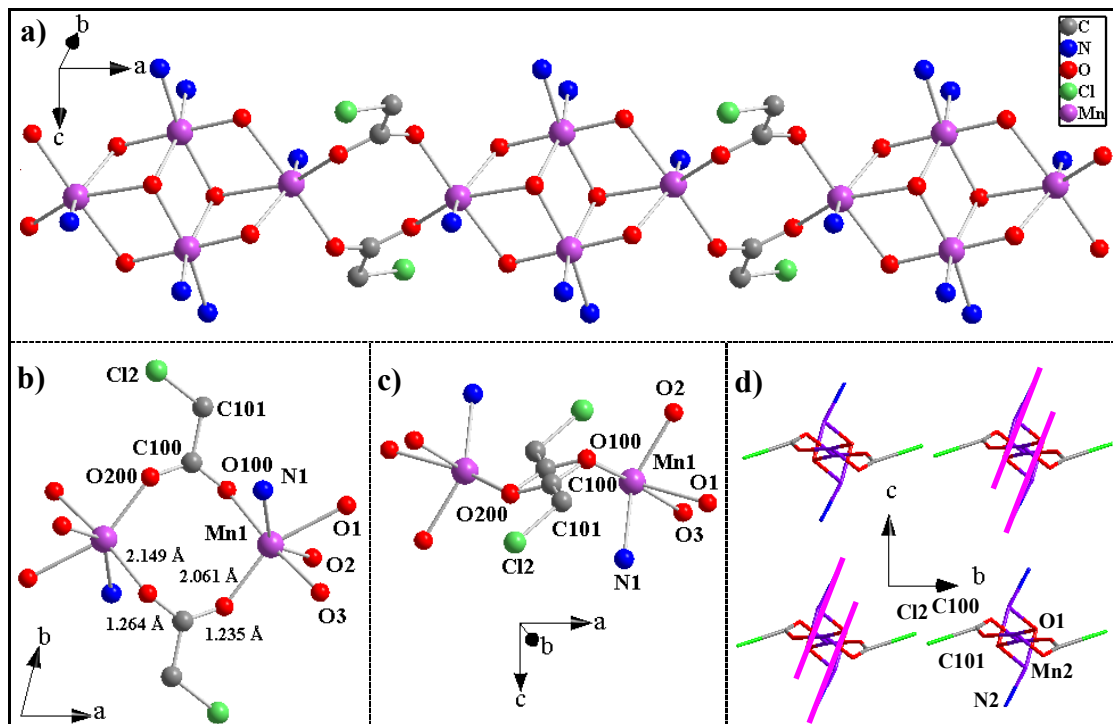 a)
b
a
c
C
N
O
Cl
Mn
b)
Cl2
C101
C100
O200
O100
N1
Mn1
O1
O2
O3
2.149 Å
2.061 Å
1.264 Å
1.235 Å
b
a
c)
O2
O100
Mn1
C100
O1
O200
C101
O3
Cl2
N1
a
b
c
d)
c
b
Cl2
C100
O1
C101
Mn2
N2